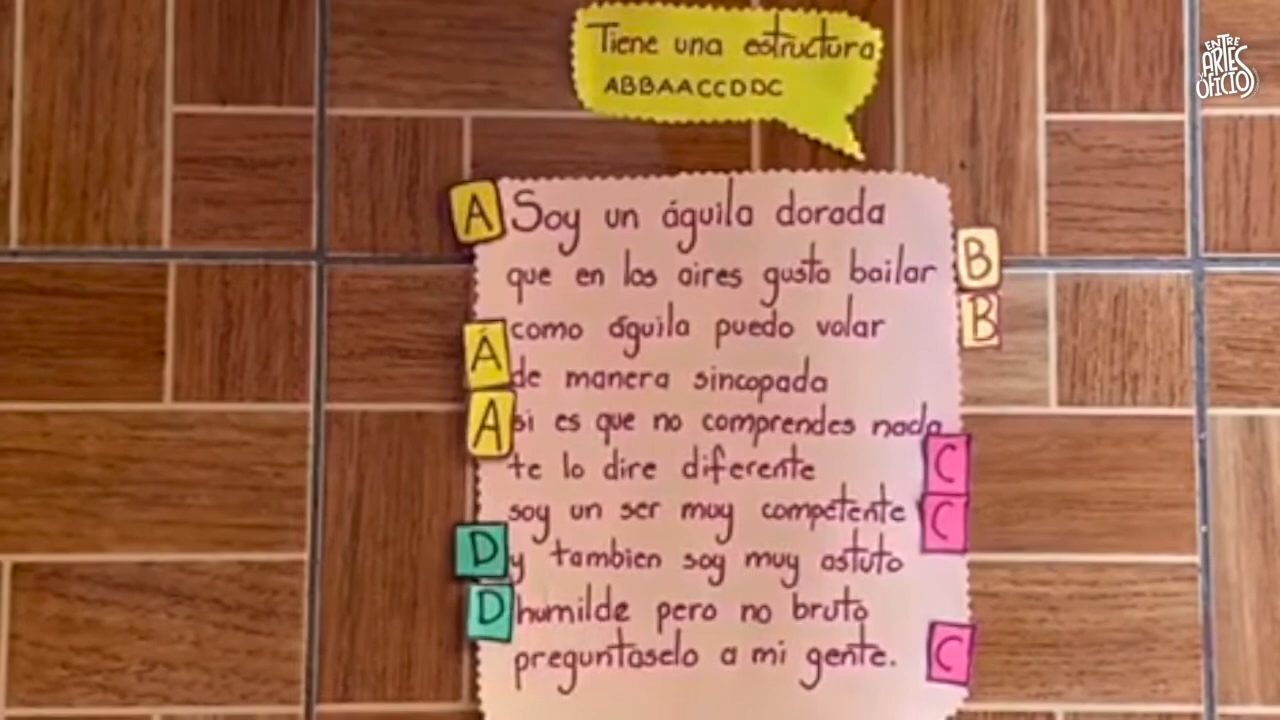 Tiene una estructura
ABBAACCDDC
A Soy un águila dorada
que en los aires gusta bailar B
como águila puedo volar B
A de manera sincopada
A si es que no comprendes nada
te lo dire diferente C
soy un ser muy competente C
D y tambien soy muy astuto
D humilde pero no bruto
preguntaselo a mi gente. C
ENTRE
ARTES
Y OFICIOS